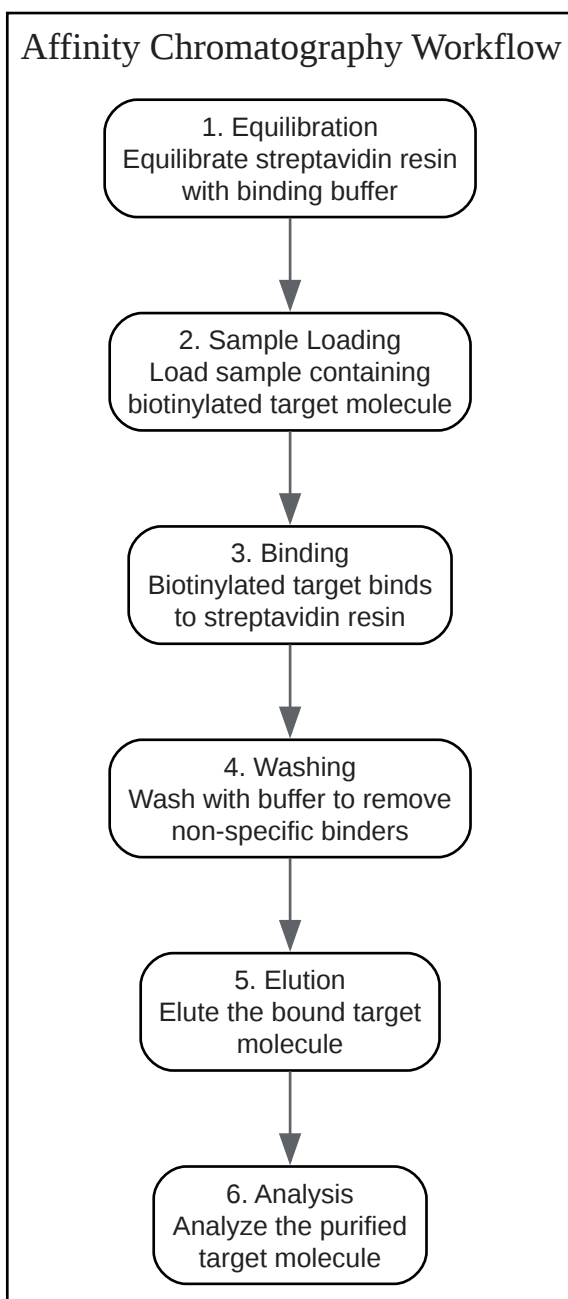 Affinity Chromatography Workflow
1. Equilibration
Equilibrate streptavidin resin
with binding buffer
2. Sample Loading
Load sample containing
biotinylated target molecule
3. Binding
Biotinylated target binds
to streptavidin resin
4. Washing
Wash with buffer to remove
non-specific binders
5. Elution
Elute the bound target
molecule
6. Analysis
Analyze the purified
target molecule